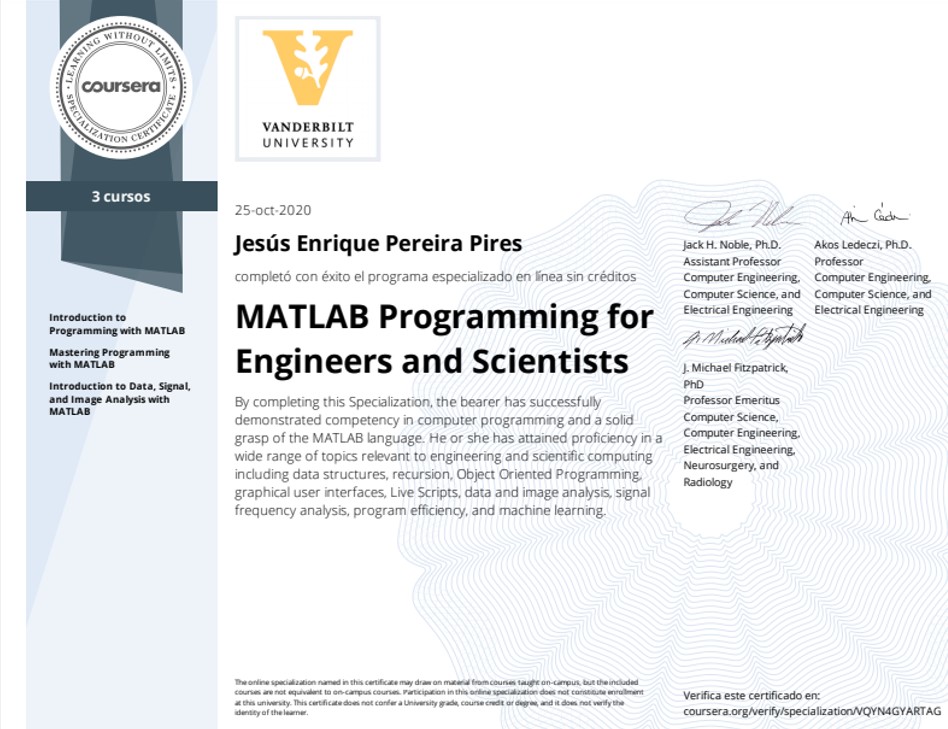 LEARNING WITHOUT LIMITS
coursera
SPECIALIZATION CERTIFICATE
3 cursos
Introduction to
Programming with MATLAB
Mastering Programming
with MATLAB
Introduction to Data, Signal,
and Image Analysis with
MATLAB
VANDERBILT
UNIVERSITY
25-oct-2020
Jesús Enrique Pereira Pires
completó con éxito el programa especializado en línea sin créditos
MATLAB Programming for
Engineers and Scientists
By completing this Specialization, the bearer has successfully
demonstrated competency in computer programming and a solid
grasp of the MATLAB language. He or she has attained proficiency in a
wide range of topics relevant to engineering and scientific computing
including data structures, recursion, Object Oriented Programming,
graphical user interfaces, Live Scripts, data and image analysis, signal
frequency analysis, program efficiency, and machine learning.
Jack H. Noble, Ph.D.
Assistant Professor
Computer Engineering,
Computer Science, and
Electrical Engineering
Akos Ledeczi, Ph.D.
Professor
Computer Engineering,
Computer Science, and
Electrical Engineering
J. Michael Fitzpatrick,
PhD
Professor Emeritus
Computer Science,
Computer Engineering,
Electrical Engineering,
Neurosurgery, and
Radiology
The online specialization named in this certificate may draw on material from courses taught on-campus, but the included
courses are not equivalent to on-campus courses. Participation in this online specialization does not constitute enrollment
at this university. This certificate does not confer a University grade, course credit or degree, and it does not verify the
identity of the learner.
Verifica este certificado en:
coursera.org/verify/specialization/VQYN4GYARTAG